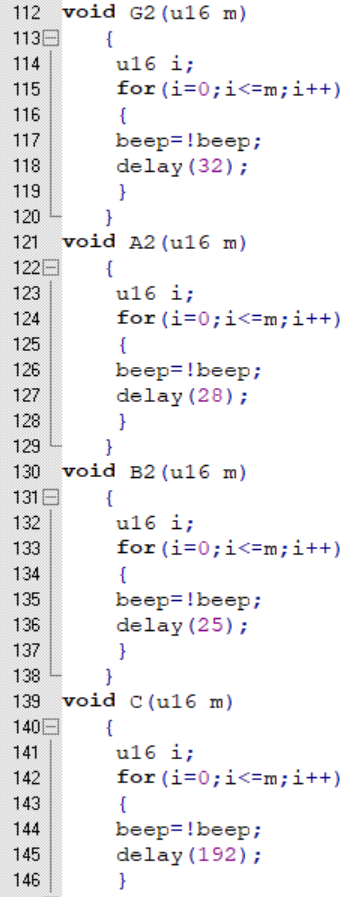 112 void G2(u16 m)
113 {
114 u16 i;
115 for(i=0;i<=m;i++)
116 {
117 beep=!beep;
118 delay(32);
119 }
120 }
121 void A2(u16 m)
122 {
123 u16 i;
124 for(i=0;i<=m;i++)
125 {
126 beep=!beep;
127 delay(28);
128 }
129 }
130 void B2(u16 m)
131 {
132 u16 i;
133 for(i=0;i<=m;i++)
134 {
135 beep=!beep;
136 delay(25);
137 }
138 }
139 void C(u16 m)
140 {
141 u16 i;
142 for(i=0;i<=m;i++)
143 {
144 beep=!beep;
145 delay(192);
146 }